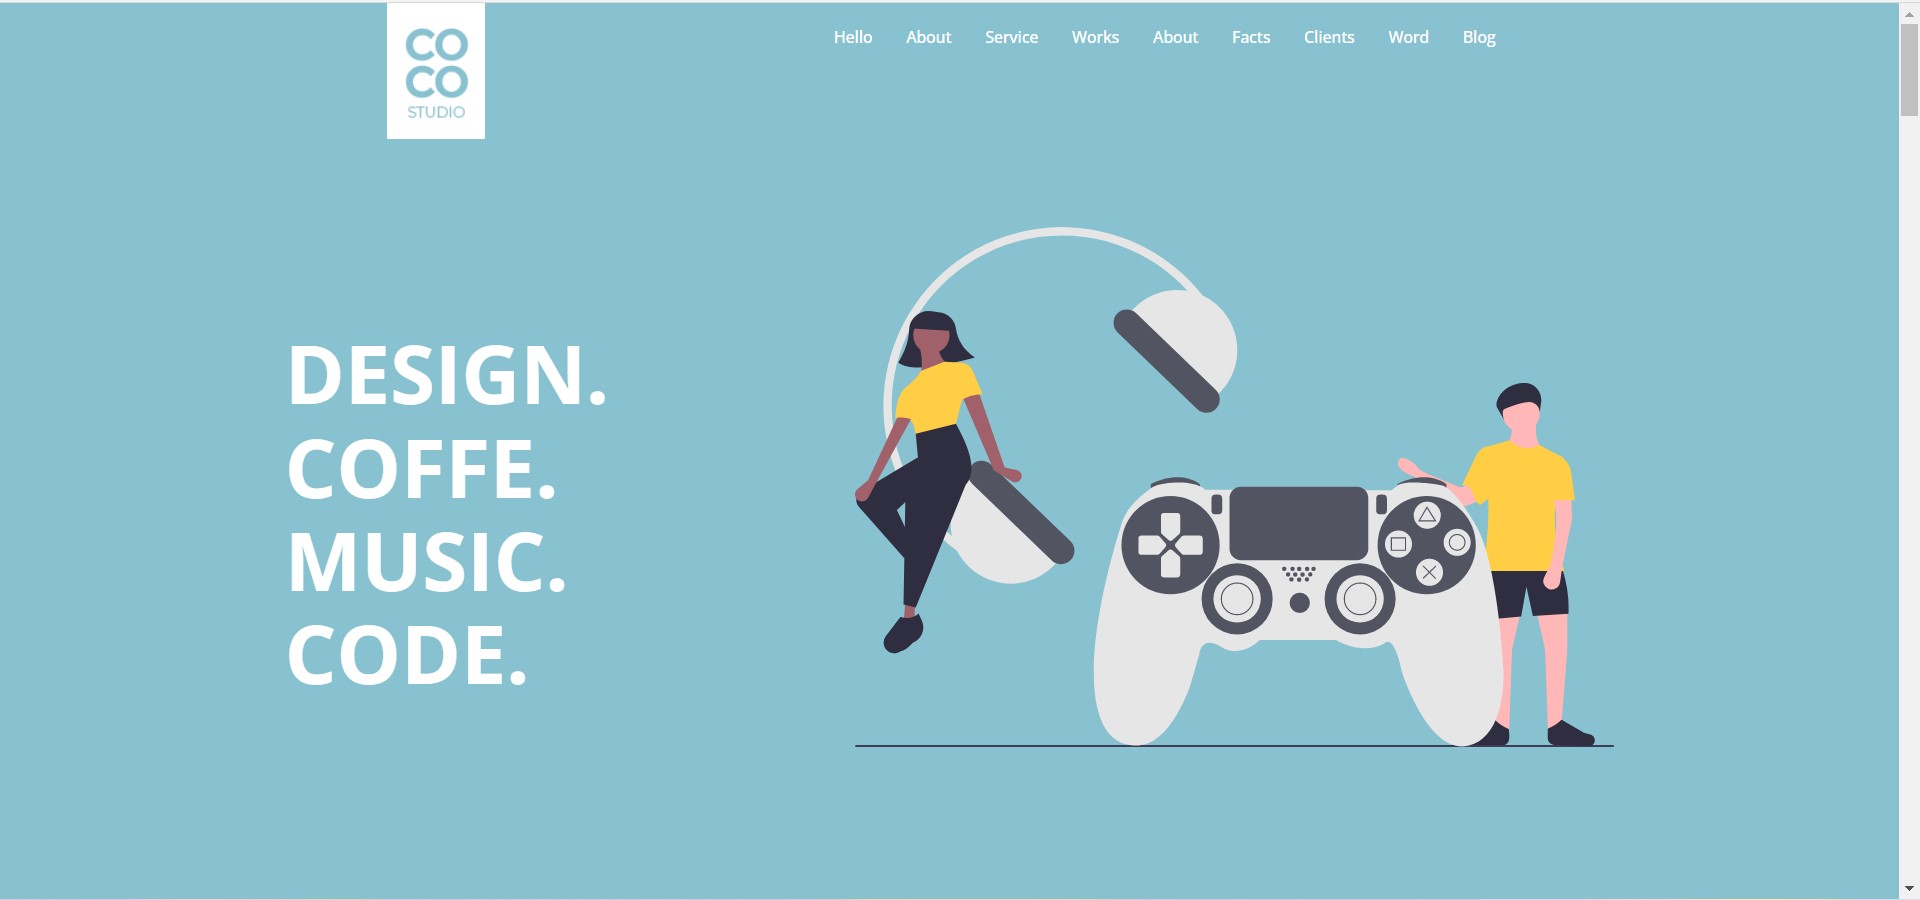 CO
CO
STUDIO
Hello About Service Works About Facts Clients Word Blog
DESIGN.
COFFE.
MUSIC.
CODE.